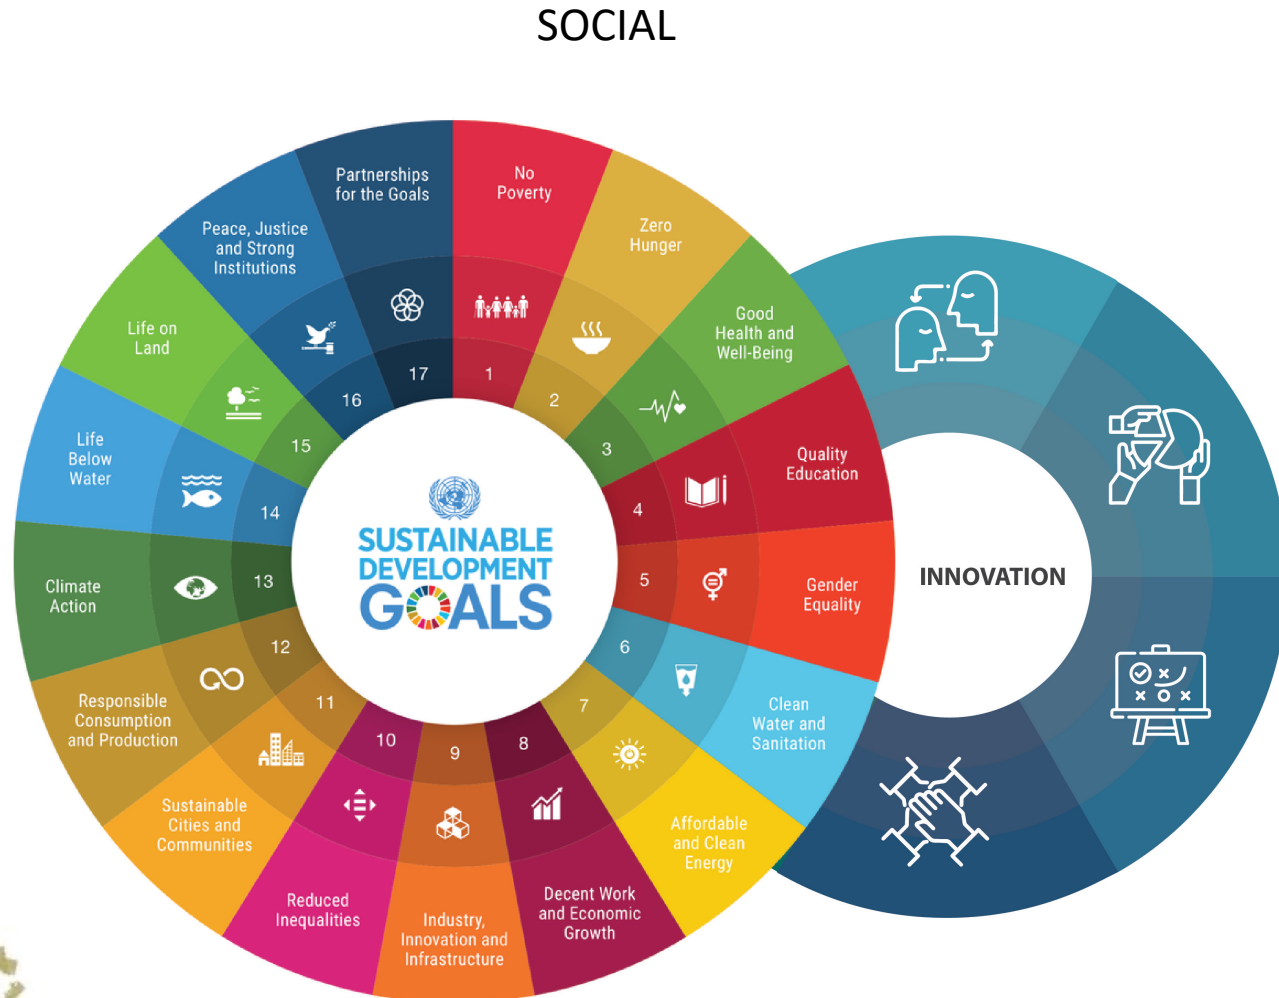 SOCIAL
No
Poverty
1
Zero
Hunger
2
Good
Health and
Well-Being
3
Quality
Education
4
Gender
Equality
5
Clean
Water and
Sanitation
6
Affordable
and Clean
Energy
7
Decent Work
and Economic
Growth
8
Industry,
Innovation and
Infrastructure
9
Reduced
Inequalities
10
Sustainable
Cities and
Communities
11
Responsible
Consumption
and Production
12
Climate
Action
13
Life
Below
Water
14
Life on
Land
15
Peace, Justice
and Strong
Institutions
16
Partnerships
for the Goals
17
SUSTAINABLE
DEVELOPMENT
GOALS
INNOVATION